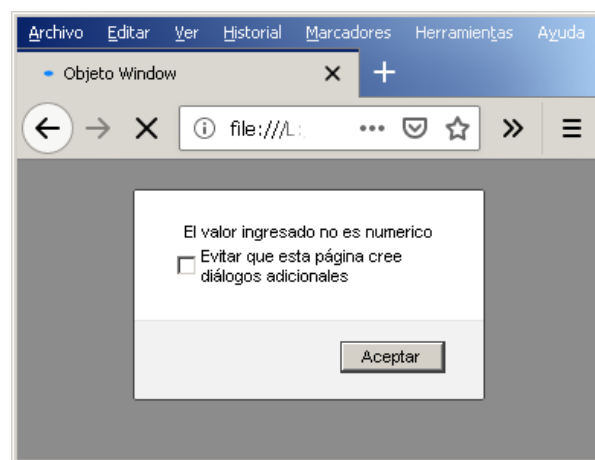 Archivo Editar Ver Historial Marcadores Herramientas Ayuda
Objeto Window
file:///L:
El valor ingresado no es numerico
Evitar que esta página cree
diálogos adicionales
Aceptar